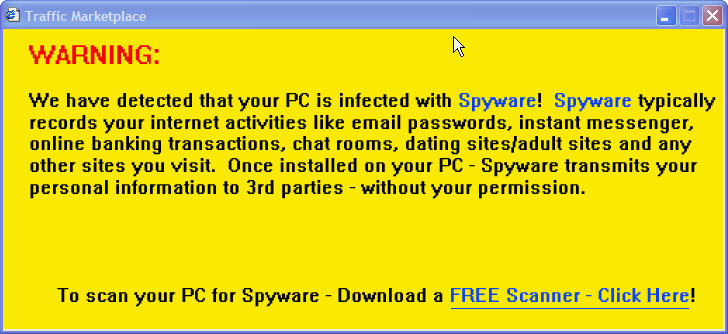 Traffic Marketplace
WARNING:
We have detected that your PC is infected with Spyware!  Spyware typically
records your internet activities like email passwords, instant messenger,
online banking transactions, chat rooms, dating sites/adult sites and any
other sites you visit.  Once installed on your PC - Spyware transmits your
personal information to 3rd parties - without your permission.
To scan your PC for Spyware - Download a FREE Scanner - Click Here!